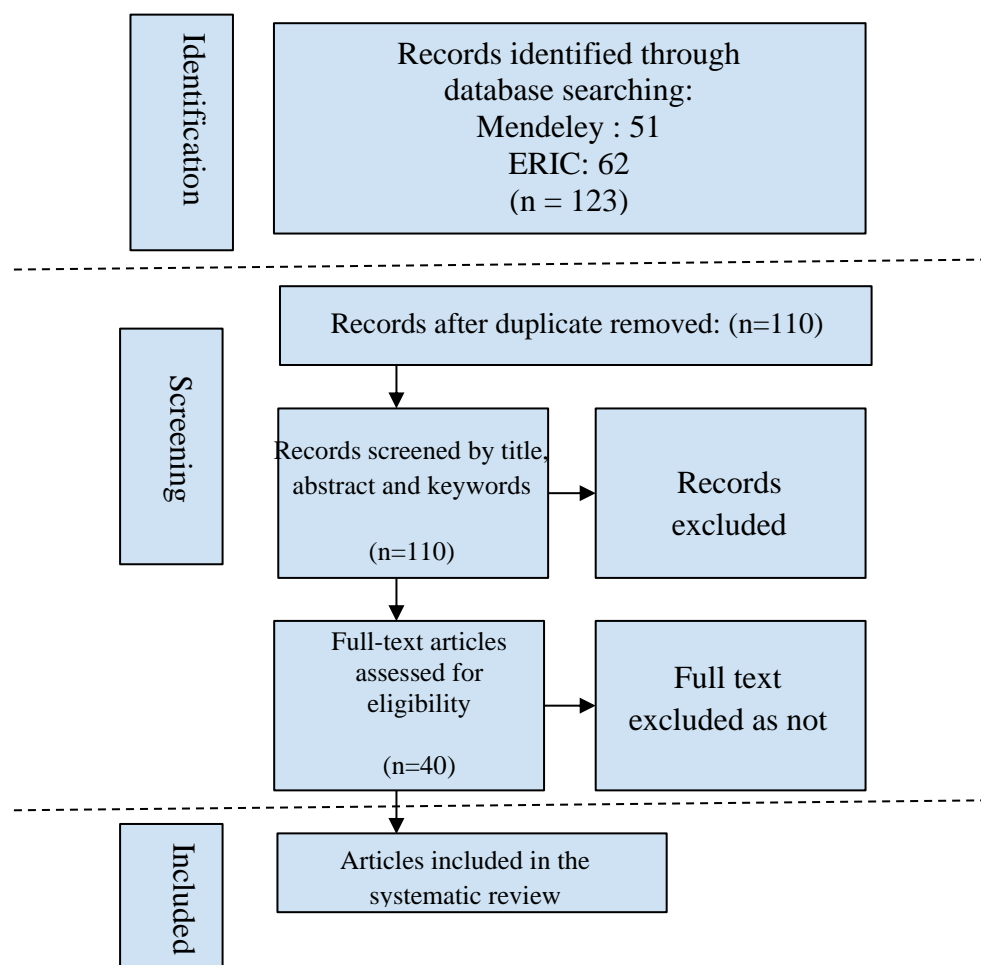 Identification
Records identified through
database searching:
Mendeley : 51
ERIC: 62
(n = 123)
Screening
Records after duplicate removed: (n=110)
Records screened by title,
abstract and keywords
(n=110)
Records
excluded
Full-text articles
assessed for
eligibility
(n=40)
Full text
excluded as not
Included
Articles included in the
systematic review